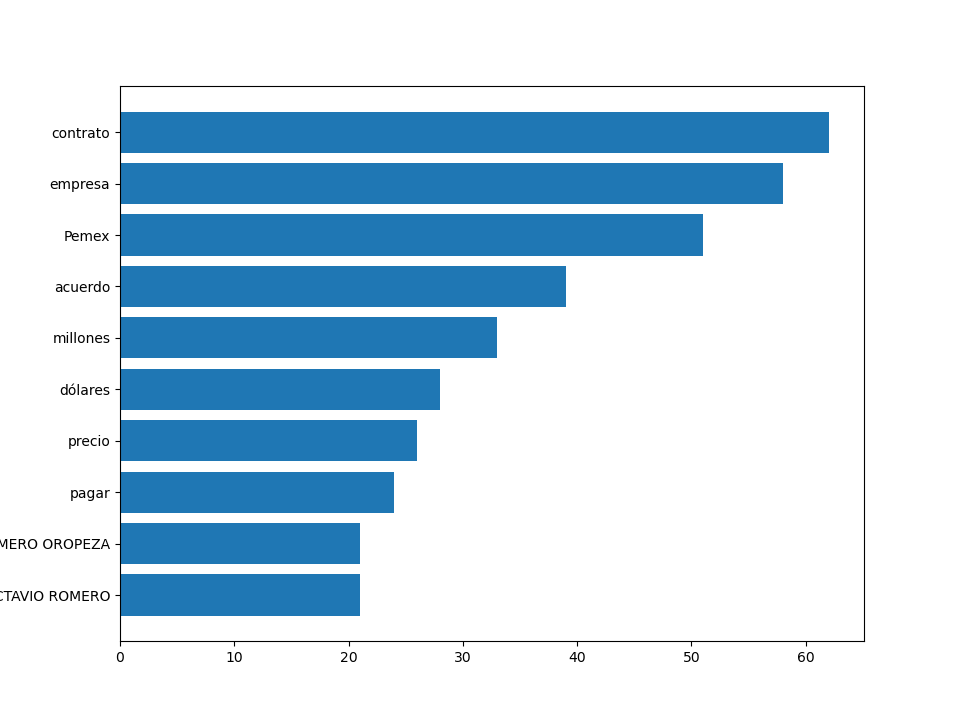 contrato
empresa
Pemex
acuerdo
millones
dólares
precio
pagar
MERO OROPEZA
CTAVIO ROMERO
0 10 20 30 40 50 60